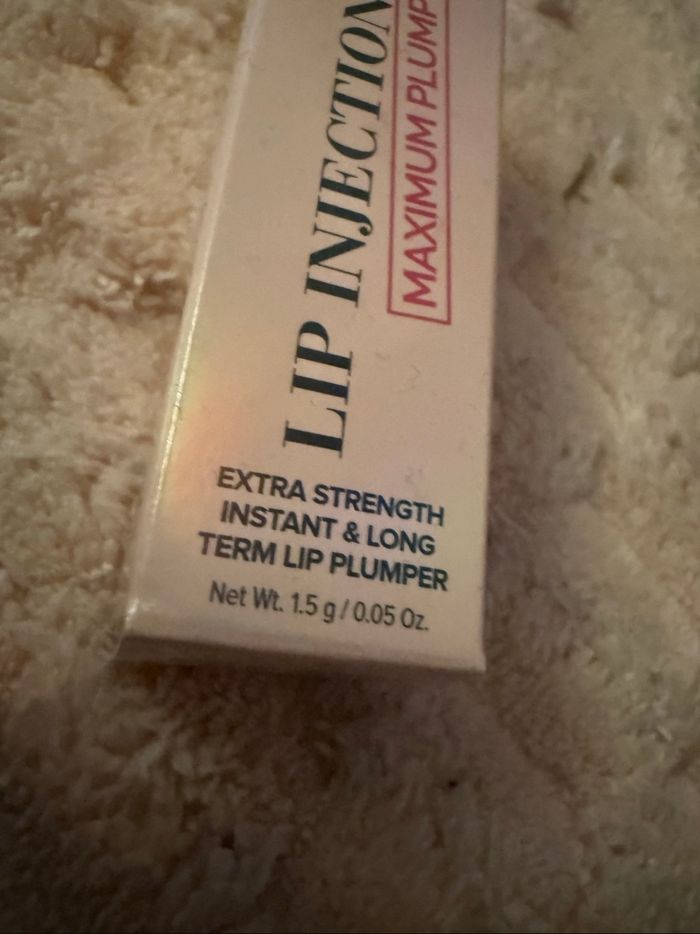 LIP INJECTION
MAXIMUM PLUMP
EXTRA STRENGTH
INSTANT & LONG
TERM LIP PLUMPER
Net Wt. 1.5 g / 0.05 Oz.